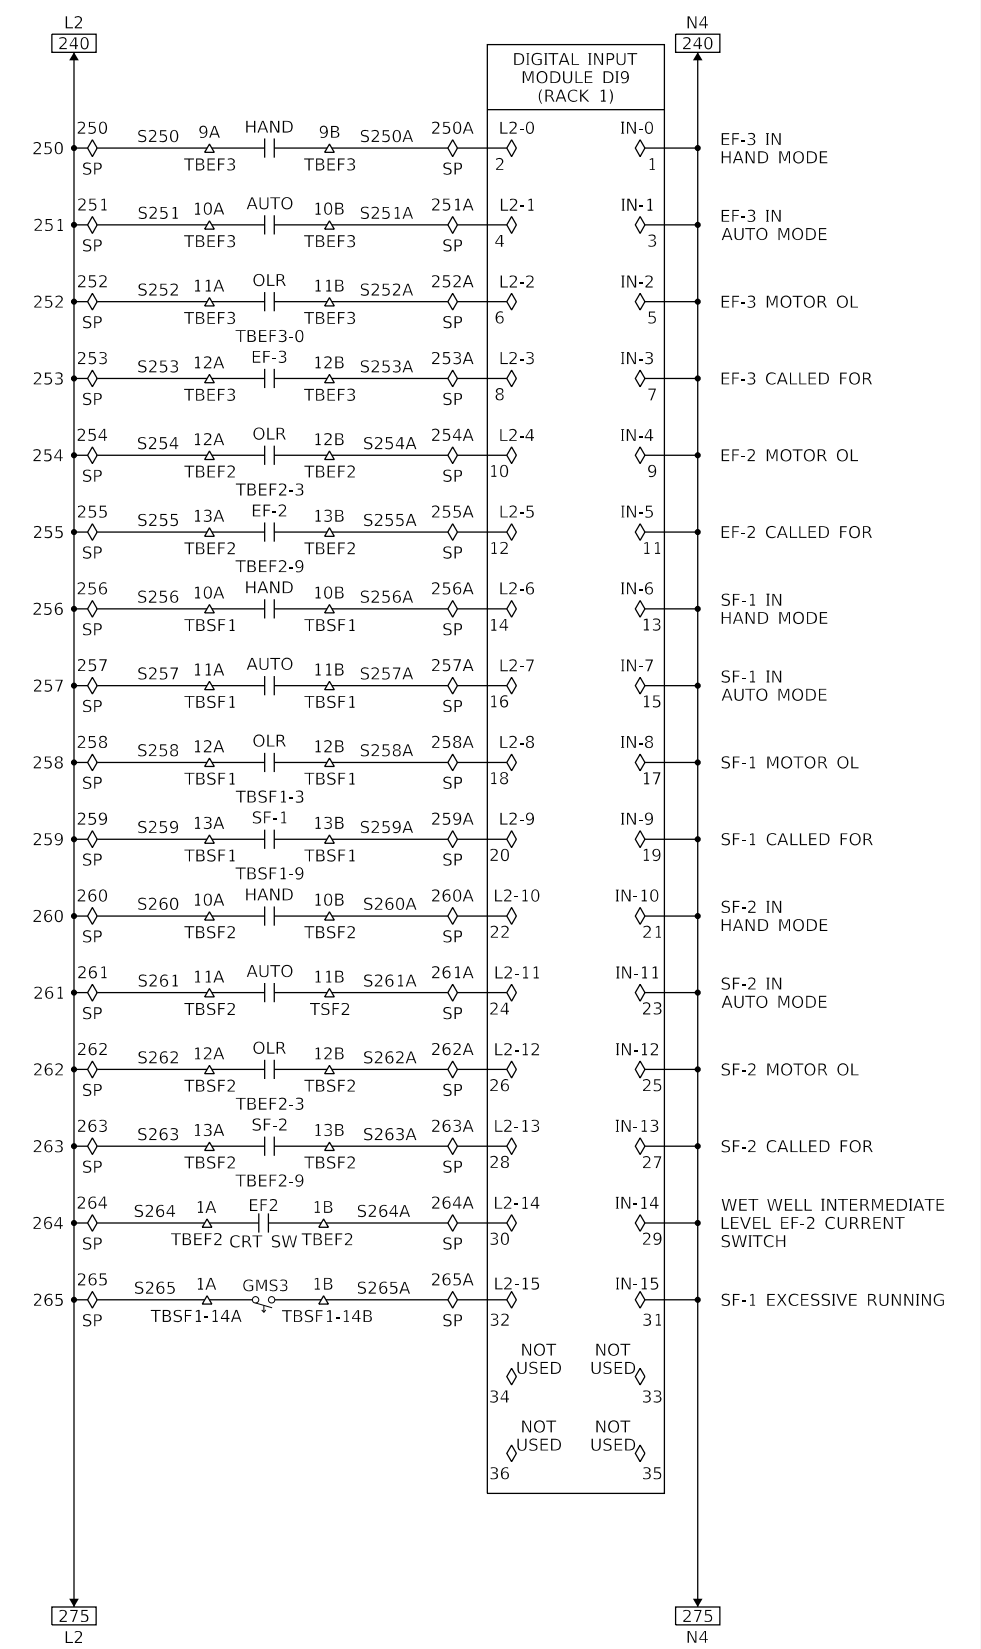 L2
240
N4
240
DIGITAL INPUT
MODULE DI9
(RACK 1)
250 S250 9A HAND 9B S250A 250A L2-0 IN-0
250 SP TBEF3 TBEF3 SP 2 1
EF-3 IN
HAND MODE
251 S251 10A AUTO 10B S251A 251A L2-1 IN-1
251 SP TBEF3 TBEF3 SP 4 3
EF-3 IN
AUTO MODE
252 S252 11A OLR 11B S252A 252A L2-2 IN-2
252 SP TBEF3 TBEF3 SP 6 5
EF-3 MOTOR OL
TBEF3-0
253 S253 12A EF-3 12B S253A 253A L2-3 IN-3
253 SP TBEF3 TBEF3 SP 8 7
EF-3 CALLED FOR
254 S254 12A OLR 12B S254A 254A L2-4 IN-4
254 SP TBEF2 TBEF2 SP 10 9
EF-2 MOTOR OL
TBEF2-3
255 S255 13A EF-2 13B S255A 255A L2-5 IN-5
255 SP TBEF2 TBEF2 SP 12 11
EF-2 CALLED FOR
TBEF2-9
256 S256 10A HAND 10B S256A 256A L2-6 IN-6
256 SP TBSF1 TBSF1 SP 14 13
SF-1 IN
HAND MODE
257 S257 11A AUTO 11B S257A 257A L2-7 IN-7
257 SP TBSF1 TBSF1 SP 16 15
SF-1 IN
AUTO MODE
258 S258 12A OLR 12B S258A 258A L2-8 IN-8
258 SP TBSF1 TBSF1 SP 18 17
SF-1 MOTOR OL
TBSF1-3
259 S259 13A SF-1 13B S259A 259A L2-9 IN-9
259 SP TBSF1 TBSF1 SP 20 19
SF-1 CALLED FOR
TBSF1-9
260 S260 10A HAND 10B S260A 260A L2-10 IN-10
260 SP TBSF2 TBSF2 SP 22 21
SF-2 IN
HAND MODE
261 S261 11A AUTO 11B S261A 261A L2-11 IN-11
261 SP TBSF2 TSF2 SP 24 23
SF-2 IN
AUTO MODE
262 S262 12A OLR 12B S262A 262A L2-12 IN-12
262 SP TBSF2 TBSF2 SP 26 25
SF-2 MOTOR OL
TBEF2-3
263 S263 13A SF-2 13B S263A 263A L2-13 IN-13
263 SP TBSF2 TBSF2 SP 28 27
SF-2 CALLED FOR
TBEF2-9
264 S264 1A EF2 1B S264A 264A L2-14 IN-14
264 SP TBEF2 CRT SW TBEF2 SP 30 29
WET WELL INTERMEDIATE
LEVEL EF-2 CURRENT
SWITCH
265 S265 1A GMS3 1B S265A 265A L2-15 IN-15
265 SP TBSF1-14A TBSF1-14B SP 32 31
SF-1 EXCESSIVE RUNNING
NOT NOT
USED USED
34 33
NOT NOT
USED USED
36 35
275
L2
275
N4